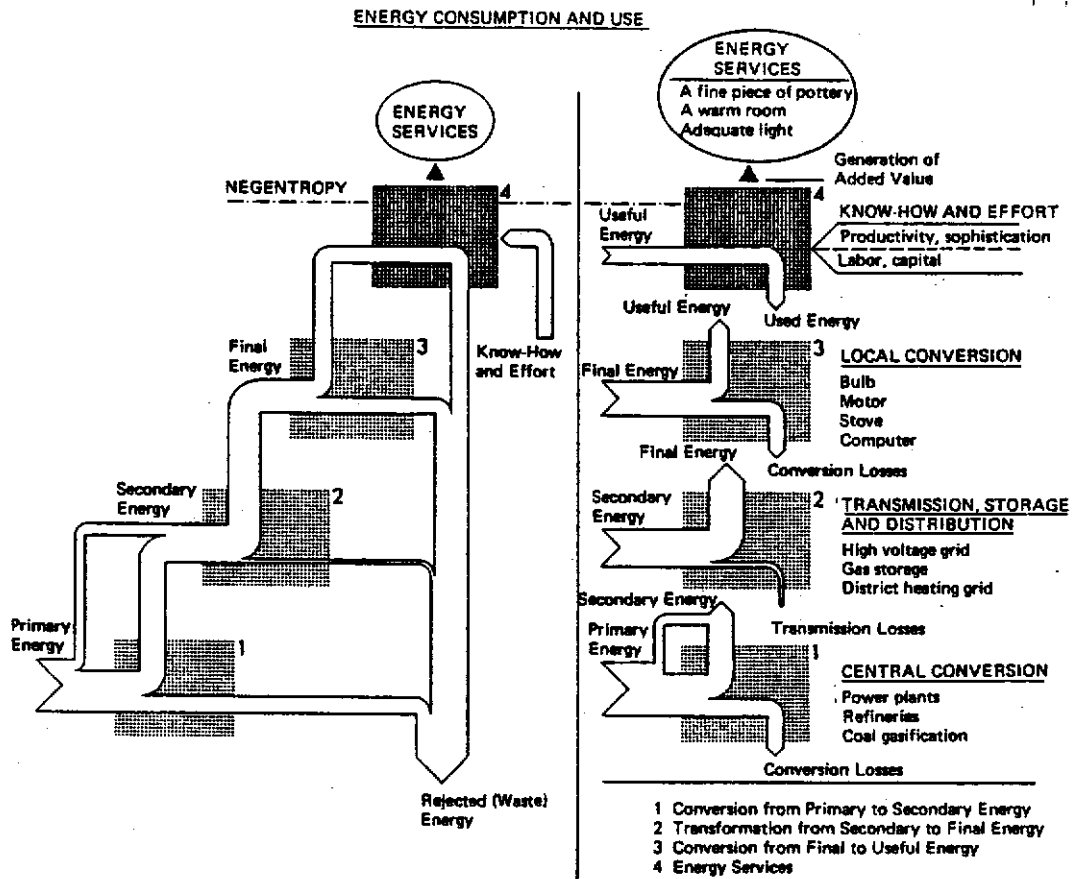 ENERGY CONSUMPTION AND USE
ENERGY
SERVICES
NEGENTROPY
4
Final
Energy
3
Know-How
and Effort
Secondary
Energy
2
Primary
Energy
1
Rejected (Waste)
Energy
ENERGY
SERVICES
A fine piece of pottery
A warm room
Adequate light
Generation of
Added Value
4
Useful
Energy
KNOW-HOW AND EFFORT
Productivity, sophistication
Labor, capital
Useful Energy
Used Energy
3
Final Energy
LOCAL CONVERSION
Bulb
Motor
Stove
Computer
Final Energy
Conversion Losses
Secondary
Energy
2
TRANSMISSION, STORAGE
AND DISTRIBUTION
High voltage grid
Gas storage
District heating grid
Secondary Energy
Transmission Losses
Primary
Energy
1
CENTRAL CONVERSION
Power plants
Refineries
Coal gasification
Conversion Losses
1 Conversion from Primary to Secondary Energy
2 Transformation from Secondary to Final Energy
3 Conversion from Final to Useful Energy
4 Energy Services